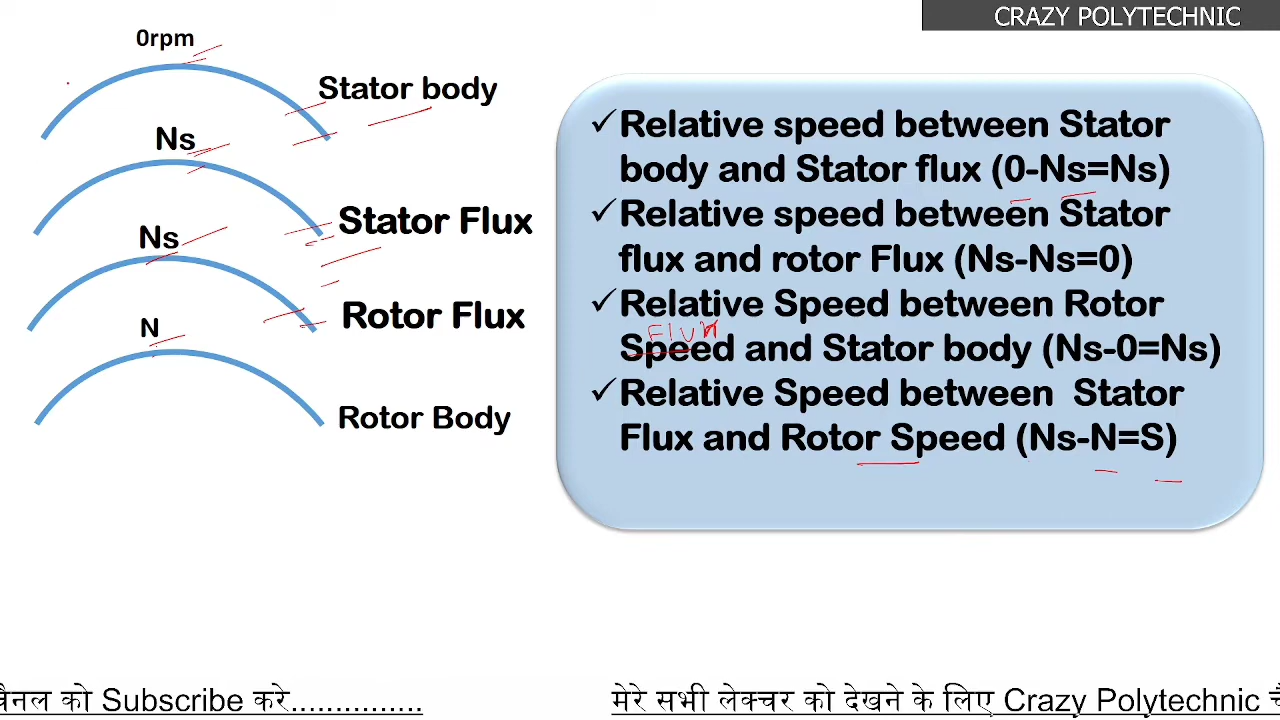 CRAZY POLYTECHNIC
0rpm
Stator body
Ns
Stator Flux
Ns
Rotor Flux
N
Rotor Body
✓Relative speed between Stator
body and Stator flux (0-Ns=Ns)
✓Relative speed between Stator
flux and rotor Flux (Ns-Ns=0)
✓Relative Speed between Rotor
Flux
Speed and Stator body (Ns-0=Ns)
✓Relative Speed between Stator
Flux and Rotor Speed (Ns-N=S)
को Subscribe करे............... मेरे सभी लेक्चर को देखने के लिए Crazy Polytechnic